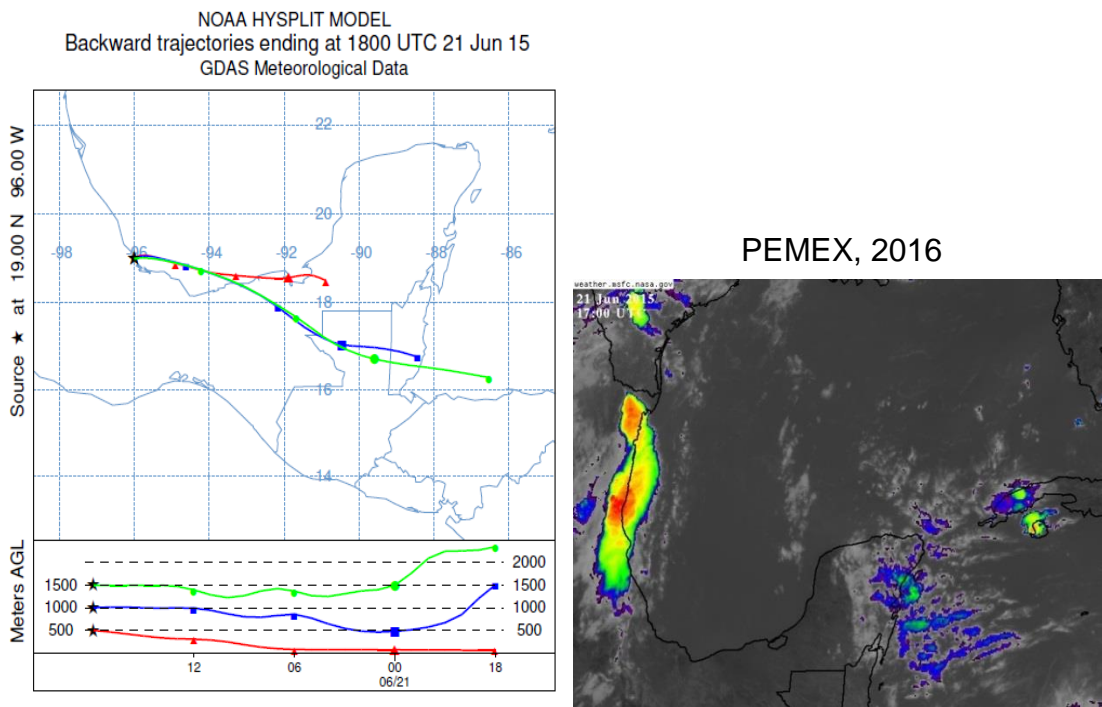 NOAA HYSPLIT MODEL
Backward trajectories ending at 1800 UTC 21 Jun 15
GDAS Meteorological Data
Source ★ at 19.00 N 96.00 W
22
20
-98 -96 -94 -92 -90 -88 -86
18
16
14
Meters AGL
2000
1500 1500
1000 1000
500 500
12 06 00 18
06/21
PEMEX, 2016
weather.msfc.nasa.gov
21 Jun 2015
17:00 UTC